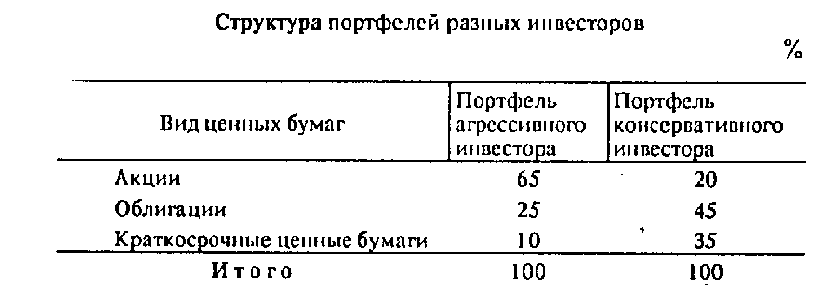 Структура портфелей разных инвесторов
%
Вид ценных бумаг
Портфель агрессивного инвестора
Портфель консервативного инвестора
Акции 65 20
Облигации 25 45
Краткосрочные ценные бумаги 10 35
Итого 100 100